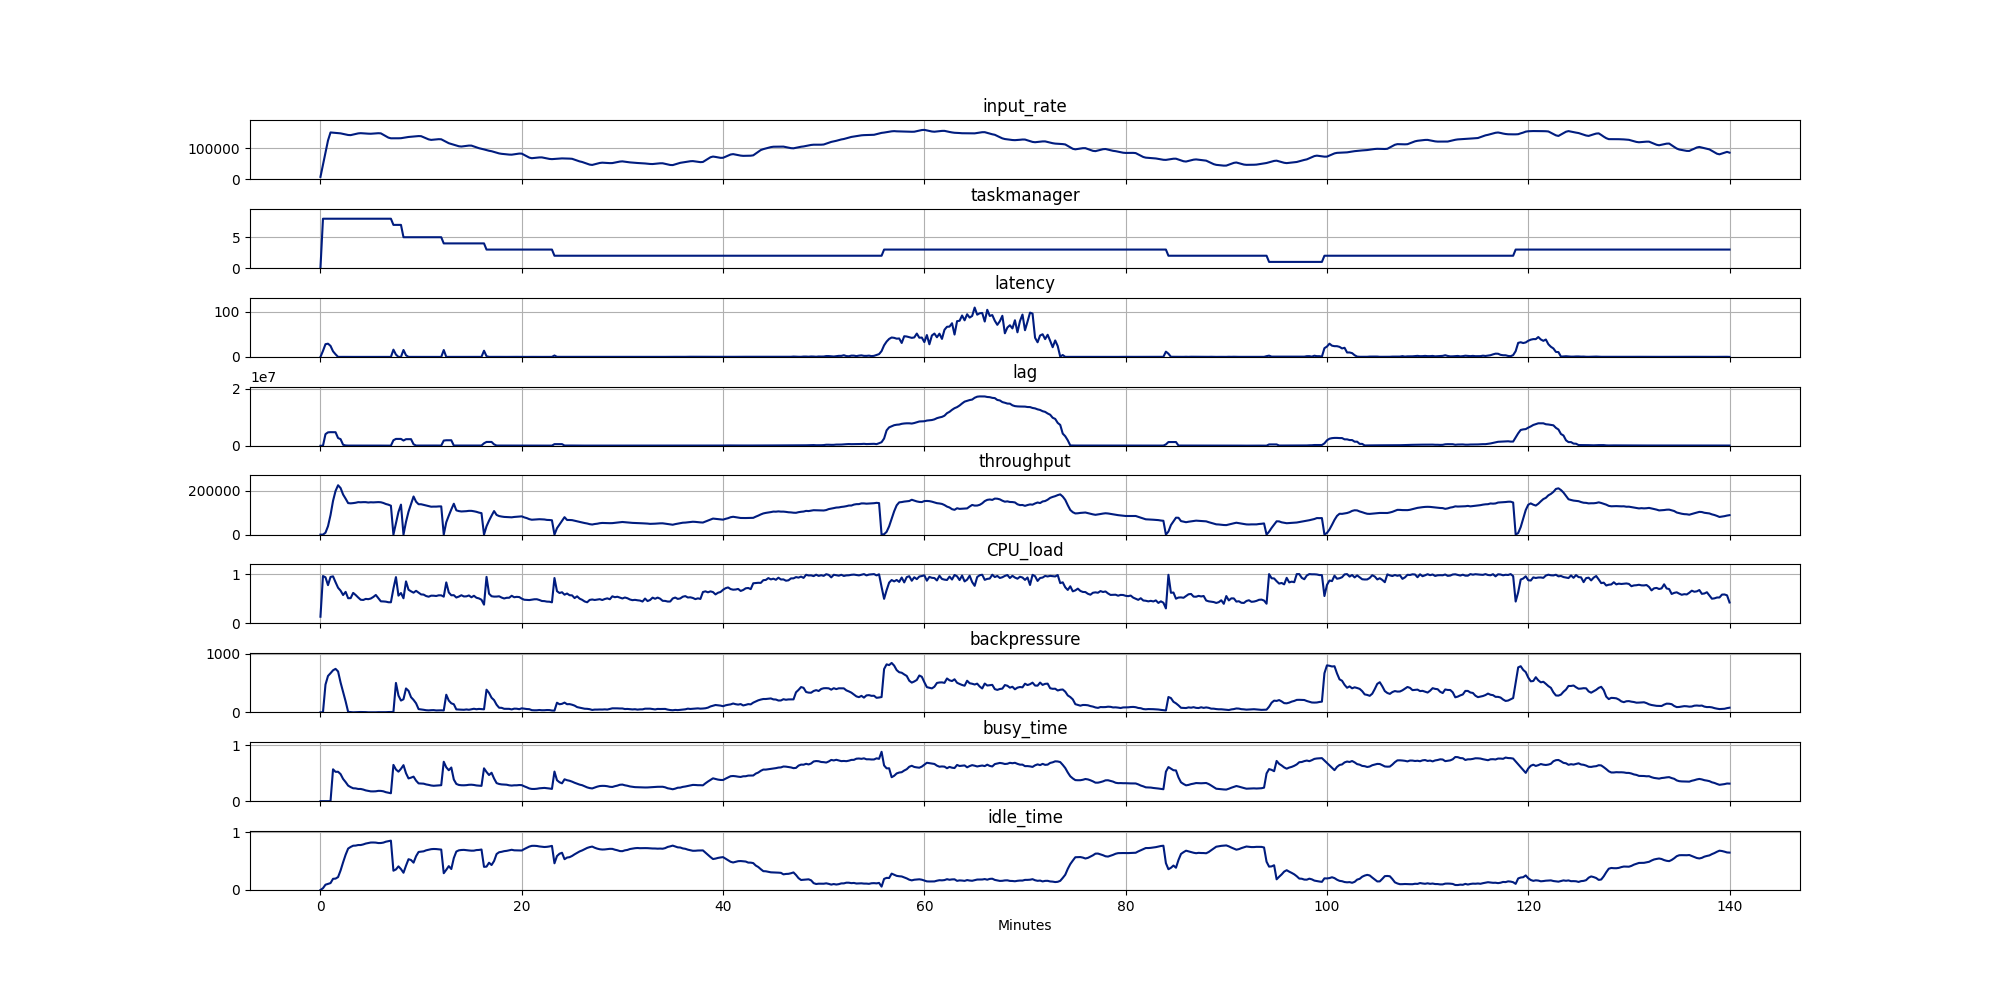 input_rate
100000
0
taskmanager
5
0
latency
100
0
1e7
lag
2
0
throughput
200000
0
CPU_load
1
0
backpressure
1000
0
busy_time
1
0
idle_time
1
0
0 20 40 60 80 100 120 140
Minutes